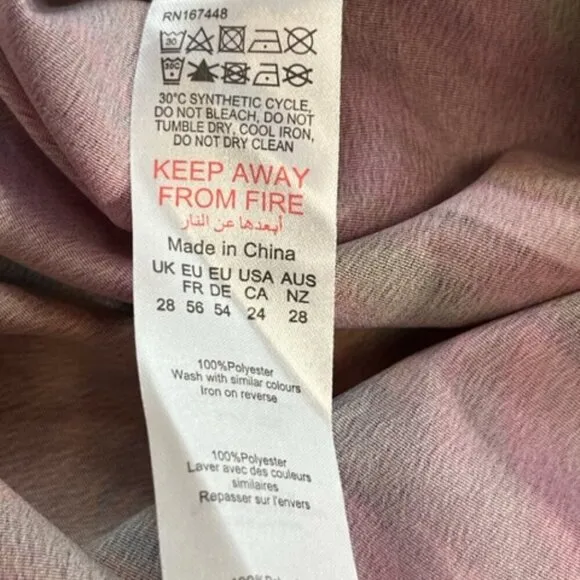 RN167448
30
30C
30°C SYNTHETIC CYCLE,
DO NOT BLEACH, DO NOT
TUMBLE DRY, COOL IRON,
DO NOT DRY CLEAN
KEEP AWAY
FROM FIRE
أبعدها عن النار
Made in China
UK EU EU USA AUS
FR DE CA NZ
28 56 54 24 28
100%Polyester
Wash with similar colours
Iron on reverse
100%Polyester
Laver avec des couleurs
similaires
Repasser sur l'envers